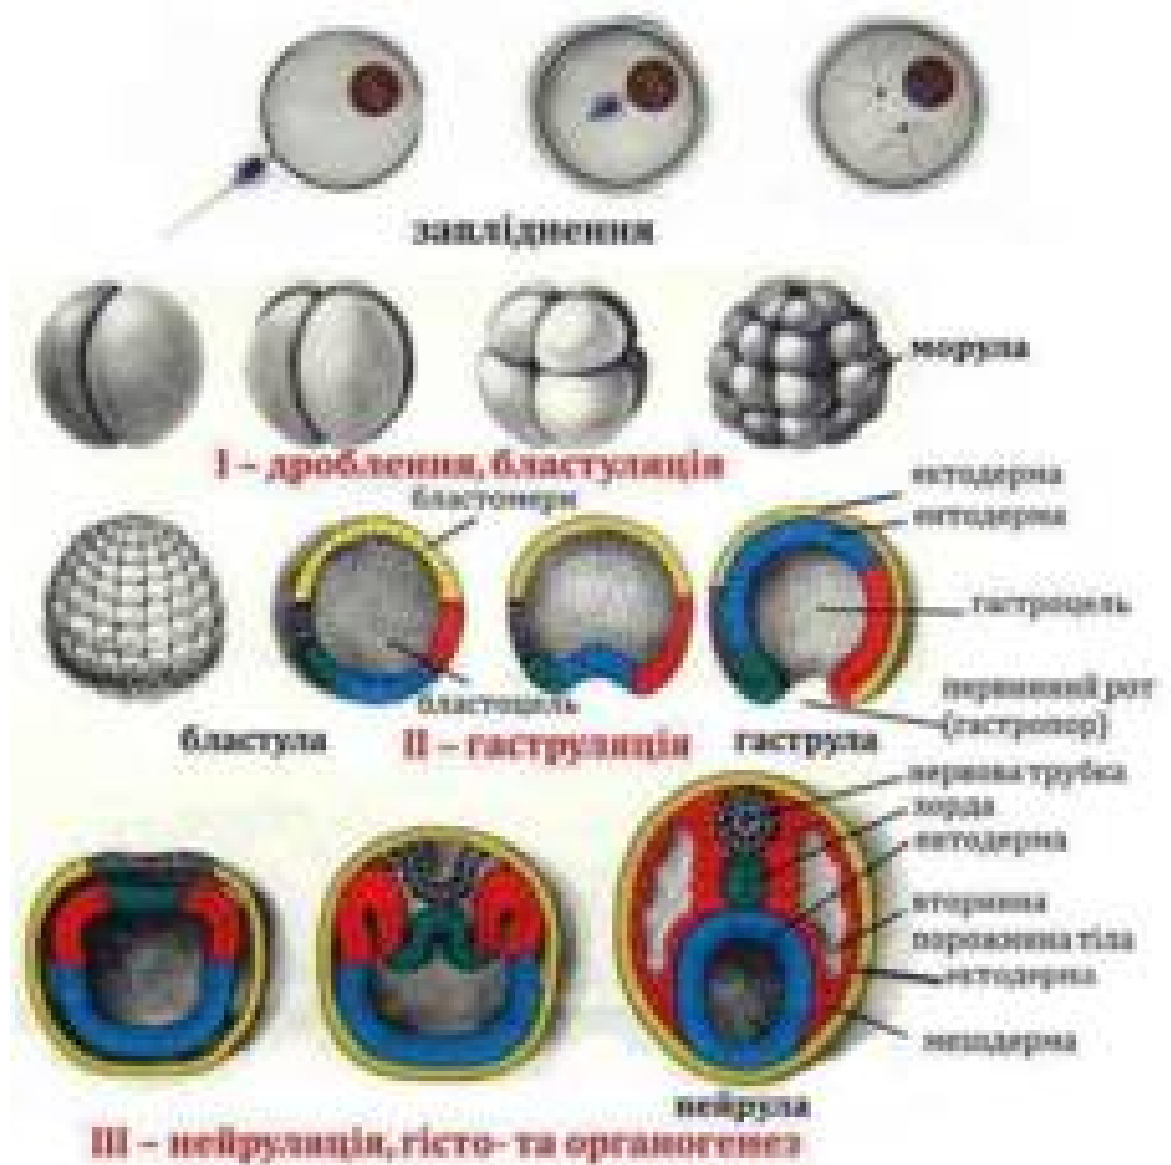 запліднення
морула
І – дроблення, бластуляція
бластомери
ектодерма
ентодерма
гастроцель
бластоцель
первинний рот
(гастропор)
бластула
ІІ – гаструляція
гаструла
нервова трубка
хорда
ентодерма
вторинна
порожнина тіла
ектодерма
мезодерма
нейрула
ІІІ – нейруляція, гісто- та органогенез